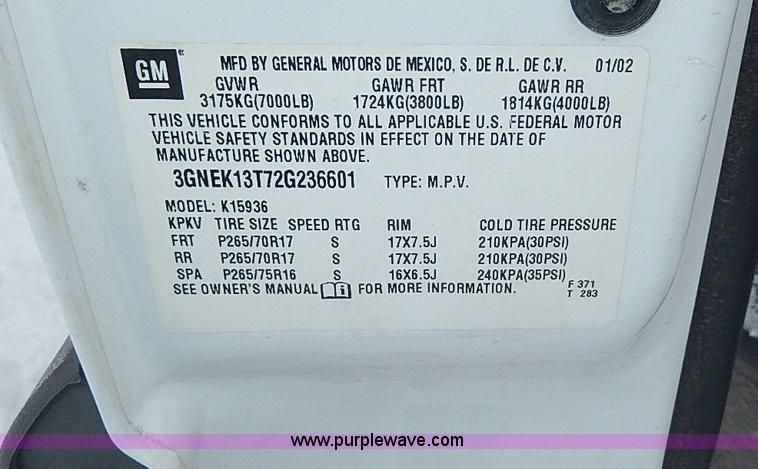 GM ®
MFD BY GENERAL MOTORS DE MEXICO, S. DE R.L. DE C.V. 01/02
GVWR GAWR FRT GAWR RR
3175KG(7000LB) 1724KG(3800LB) 1814KG(4000LB)
THIS VEHICLE CONFORMS TO ALL APPLICABLE U.S. FEDERAL MOTOR
VEHICLE SAFETY STANDARDS IN EFFECT ON THE DATE OF
MANUFACTURE SHOWN ABOVE.
3GNEK13T72G236601 TYPE: M.P.V.
MODEL: K15936
KPKV TIRE SIZE SPEED RTG RIM COLD TIRE PRESSURE
FRT P265/70R17 S 17X7.5J 210KPA(30PSI)
RR P265/70R17 S 17X7.5J 210KPA(30PSI)
SPA P265/75R16 S 16X6.5J 240KPA(35PSI)
SEE OWNER'S MANUAL FOR MORE INFORMATION.
F 371
T 283
www.purplewave.com